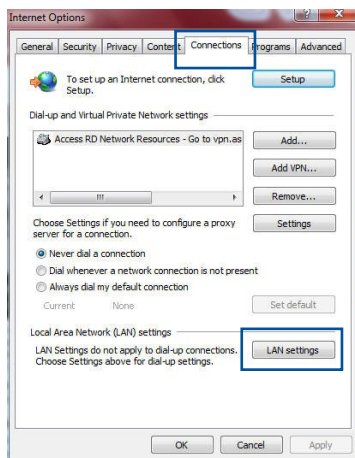 Internet Options
General Security Privacy Content Connections Programs Advanced
To set up an Internet connection, click
Setup.
Setup
Dial-up and Virtual Private Network settings
Access RD Network Resources - Go to vpn.as
Add...
Add VPN...
Remove...
Choose Settings if you need to configure a proxy
server for a connection.
Settings
Never dial a connection
Dial whenever a network connection is not present
Always dial my default connection
Current None
Set default
Local Area Network (LAN) settings
LAN Settings do not apply to dial-up connections.
Choose Settings above for dial-up settings.
LAN settings
OK Cancel Apply